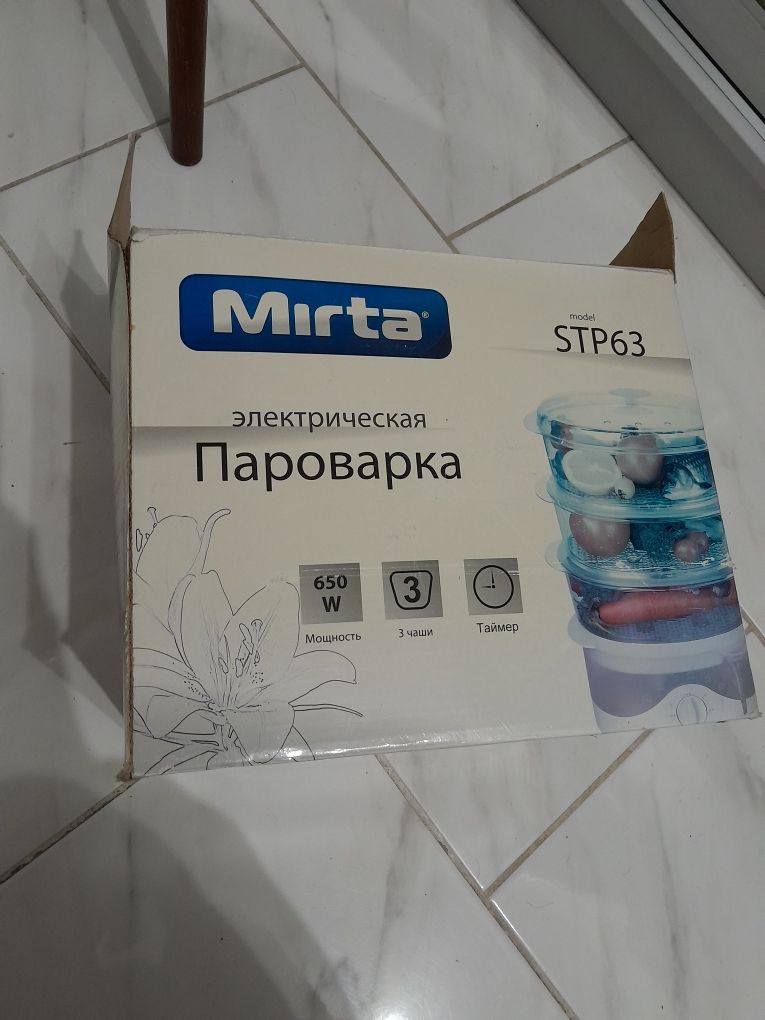 Mirta®
model
STP63
электрическая
Пароварка
650
W
Мощность
3
3 чаши
Таймер